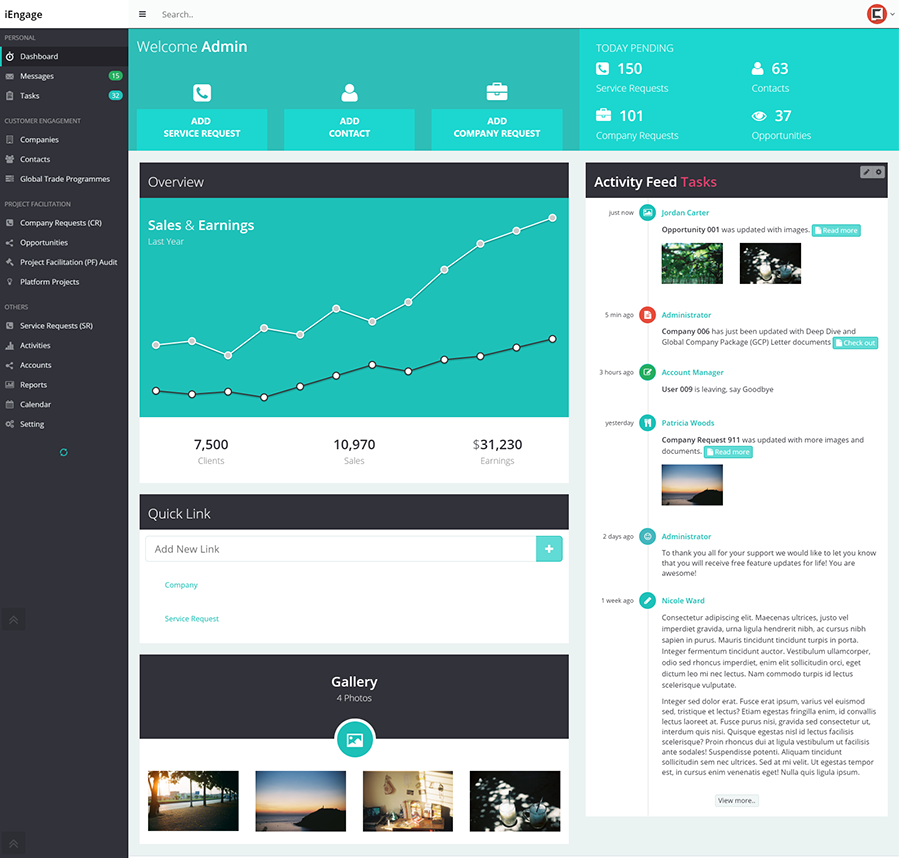 iEngage
Search..
PERSONAL
Dashboard
Messages 15
Tasks 32
CUSTOMER ENGAGEMENT
Companies
Contacts
Global Trade Programmes
PROJECT FACILITATION
Company Requests (CR)
Opportunities
Project Facilitation (PF) Audit
Platform Projects
OTHERS
Service Requests (SR)
Activities
Accounts
Reports
Calendar
Setting
Welcome Admin
ADD
SERVICE REQUEST
ADD
CONTACT
ADD
COMPANY REQUEST
TODAY PENDING
150
Service Requests
63
Contacts
101
Company Requests
37
Opportunities
Overview
Sales & Earnings
Last Year
7,500
Clients
10,970
Sales
$31,230
Earnings
Quick Link
Add New Link
+
Company
Service Request
Gallery
4 Photos
Activity Feed Tasks
just now
Jordan Carter
Opportunity 001 was updated with images. Read more
5 min ago
Administrator
Company 006 has just been updated with Deep Dive and
Global Company Package (GCP) Letter documents Check out
3 hours ago
Account Manager
User 009 is leaving, say Goodbye
yesterday
Patricia Woods
Company Request 911 was updated with more images and
documents. Read more
2 days ago
Administrator
To thank you all for your support we would like to let you know
that you will receive free feature updates for life! You are
awesome!
1 week ago
Nicole Ward
Consectetur adipiscing elit. Maecenas ultrices, justo vel
imperdiet gravida, urna ligula hendrerit nibh, ac cursus nibh
sapien in purus. Mauris tincidunt tincidunt turpis in porta.
Integer fermentum tincidunt auctor. Vestibulum ullamcorper,
odio sed rhoncus imperdiet, enim elit sollicitudin orci, eget
dictum leo mi nec lectus. Nam commodo turpis id lectus
scelerisque vulputate.
Integer sed dolor erat. Fusce erat ipsum, varius vel euismod
sed, tristique et lectus? Etiam egestas fringilla enim, id convallis
lectus laoreet at. Fusce purus nisi, gravida sed consectetur ut,
interdum quis nisi. Quisque egestas nisl id lectus facilisis
scelerisque? Proin rhoncus dui at ligula vestibulum ut facilisis
ante sodales! Suspendisse potenti. Aliquam tincidunt
sollicitudin sem nec ultrices. Sed at mi velit. Ut egestas tempor
est, in cursus enim venenatis eget! Nulla quis ligula ipsum.
View more..